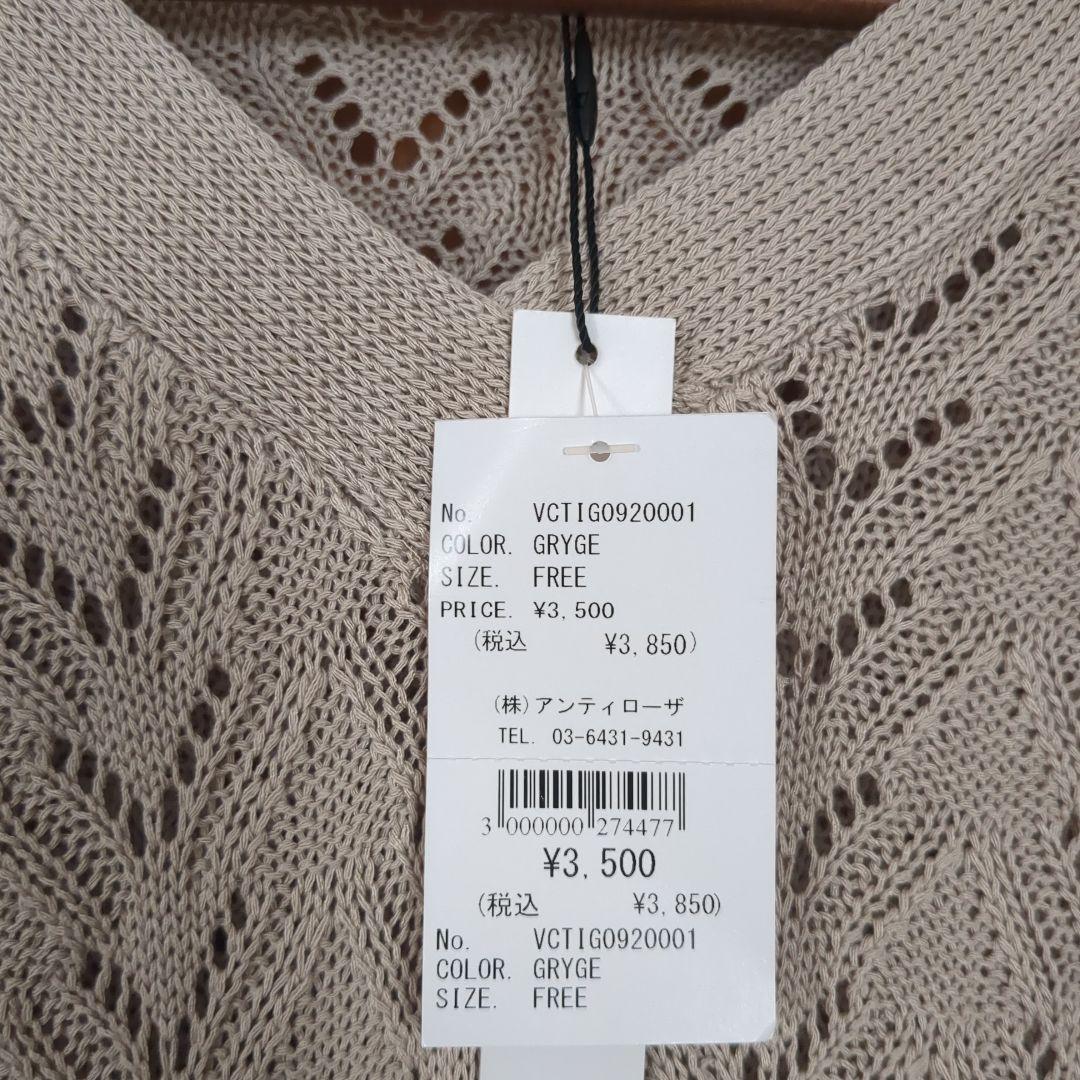 No. VCTIG0920001
COLOR. GRYGE
SIZE. FREE
PRICE. ¥3,500
(税込 ¥3,850)
(株)アンティローザ
TEL. 03-6431-9431
3 000000 274477
¥3,500
(税込 ¥3,850)
No. VCTIG0920001
COLOR. GRYGE
SIZE. FREE